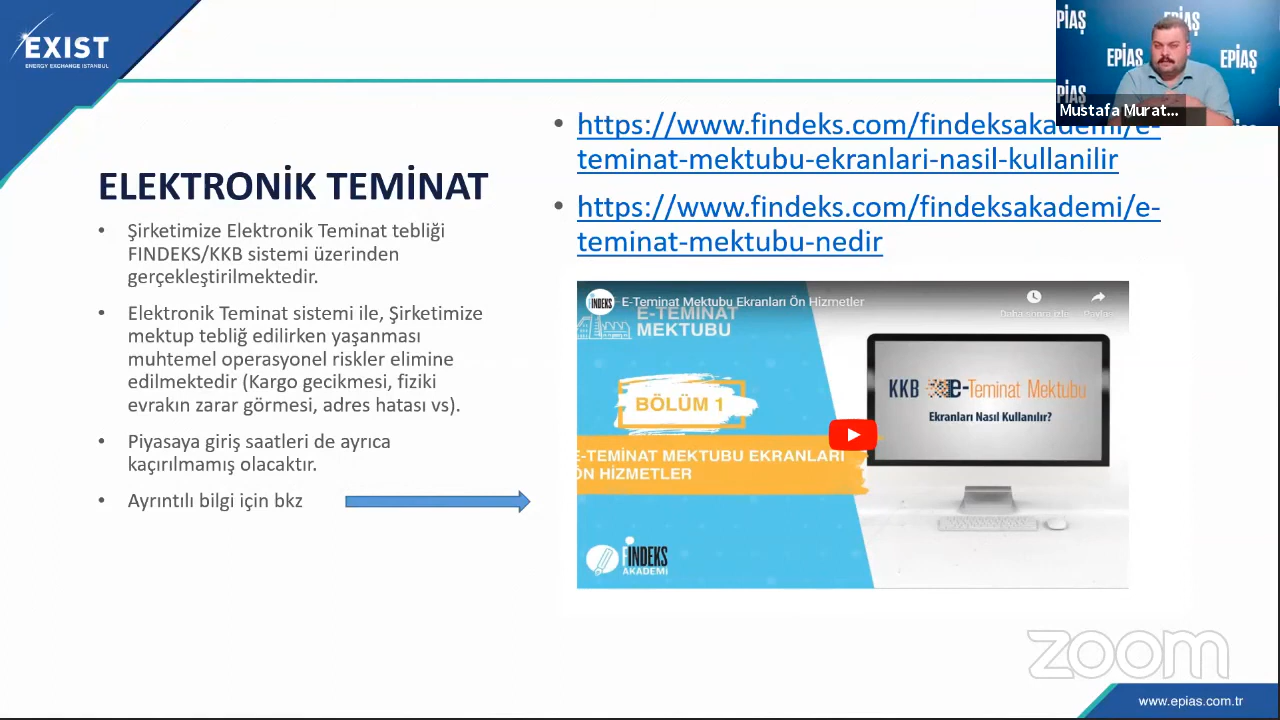 EXIST
ENERGY EXCHANGE ISTANBUL
ELEKTRONİK TEMİNAT
• Şirketimize Elektronik Teminat tebliği
FINDEKS/KKB sistemi üzerinden
gerçekleştirilmektedir.
• Elektronik Teminat sistemi ile, Şirketimize
mektup tebliğ edilirken yaşanması
muhtemel operasyonel riskler elimine
edilmektedir (Kargo gecikmesi, fiziki
evrakın zarar görmesi, adres hatası vs).
• Piyasaya giriş saatleri de ayrıca
kaçırılmamış olacaktır.
• Ayrıntılı bilgi için bkz
• https://www.findeks.com/findeksakademi/e-
teminat-mektubu-ekranlari-nasil-kullanilir
• https://www.findeks.com/findeksakademi/e-
teminat-mektubu-nedir
FINDEKS
E-Teminat Mektubu Ekranları Ön Hizmetler
Daha sonra izle
Paylaş
E-TEMİNAT
MEKTUBU
BÖLÜM 1
E-TEMİNAT MEKTUBU EKRANLARI
ÖN HİZMETLER
KKB e-Teminat Mektubu
Ekranları Nasıl Kullanılır?
FINDEKS
AKADEMİ
EPİAŞ
EPİAŞ
EPİAŞ
Mustafa Murat...
zoom
www.epias.com.tr